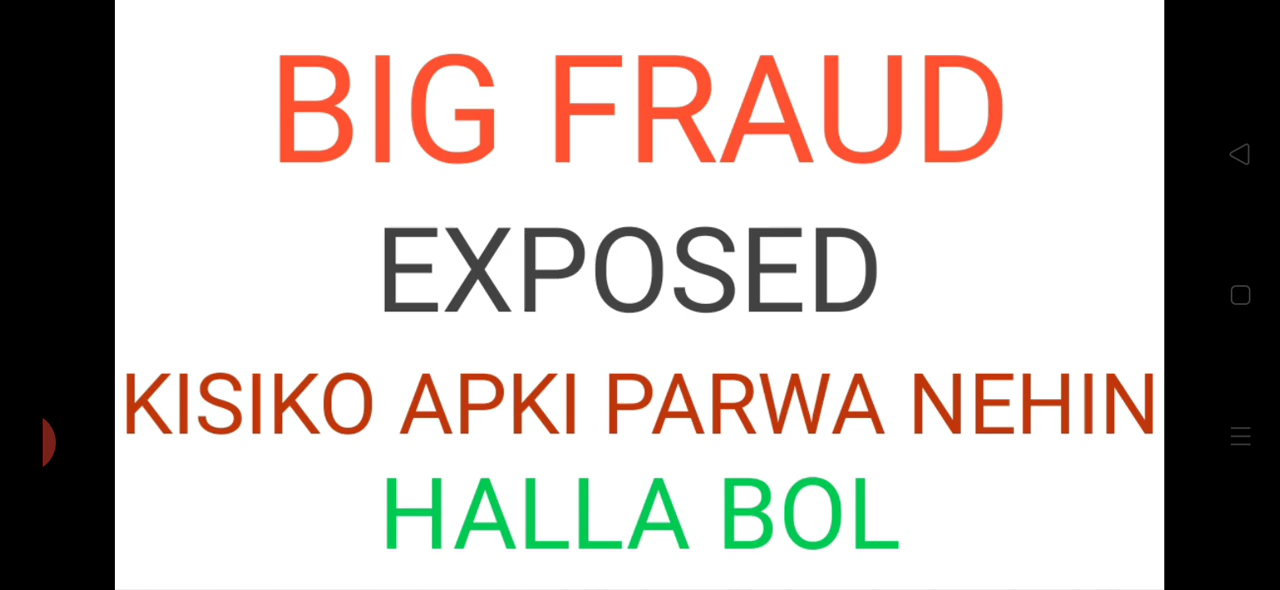 BIG FRAUD
EXPOSED
KISIKO APKI PARWA NEHIN
HALLA BOL